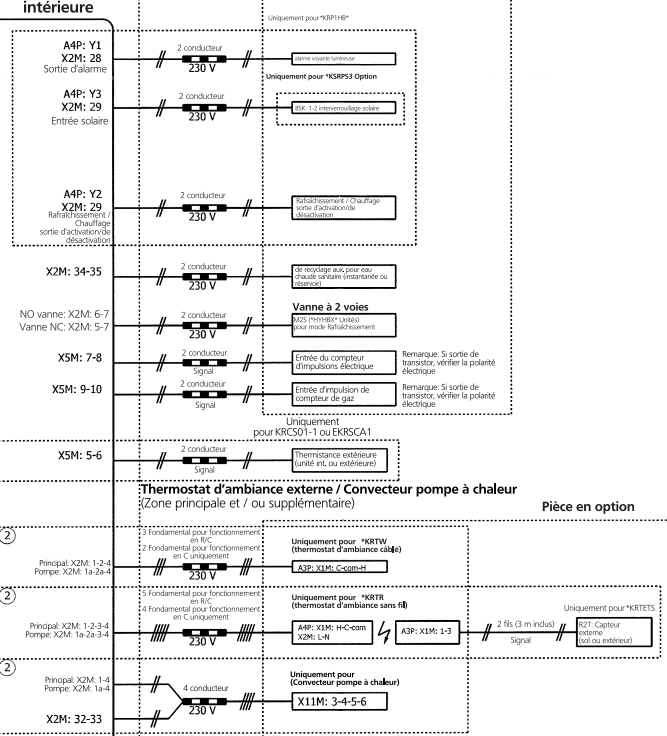 intérieure
Uniquement pour *KRP1HB*
A4P: Y1
X2M: 28
Sortie d'alarme
2 conducteur
230 V
alarme voyante lumineuse
Uniquement pour *KSRPS3 Option
A4P: Y3
X2M: 29
Entrée solaire
2 conducteur
230 V
BSK: 1-2 intervenrouillage solaire
A4P: Y2
X2M: 29
Rafraîchissement /
Chauffage
sortie d'activation/de
désactivation
2 conducteur
230 V
Rafraîchissement / Chauffage
sortie d'activation/de
désactivation
X2M: 34-35
2 conducteur
230 V
de recyclage aux. pour eau
chaude sanitaire (instantanée ou
réservoir)
Vanne à 2 voies
NO vanne: X2M: 6-7
Vanne NC: X2M: 5-7
2 conducteur
230 V
M2S (*HYHBX* Unités)
pour mode Rafraîchissement
X5M: 7-8
2 conducteur
Signal
Entrée du compteur
d'impulsions électrique
Remarque: Si sortie de
transistor, vérifier la polarité
électrique
X5M: 9-10
2 conducteur
Signal
Entrée d'impulsion de
compteur de gaz
Remarque: Si sortie de
transistor, vérifier la polarité
électrique
Uniquement
pour KRCS01-1 ou EKRSCA1
X5M: 5-6
2 conducteur
Signal
Thermistance extérieure
(unité int. ou extérieure)
Thermostat d'ambiance externe / Convecteur pompe à chaleur
(Zone principale et / ou supplémentaire)
Pièce en option
2
3 Fondamental pour fonctionnement
en R/C
2 Fondamental pour fonctionnement
en C uniquement
Uniquement pour *KRTW
(thermostat d'ambiance câblé)
Principal: X2M: 1-2-4
Pompe: X2M: 1a-2a-4
230 V
A3P: X1M: C-com-H
2
5 Fondamental pour fonctionnement
en R/C
4 Fondamental pour fonctionnement
en C uniquement
Uniquement pour *KRTR
(thermostat d'ambiance sans fil)
Uniquement pour *KRTETS
Principal: X2M: 1-2-3-4
Pompe: X2M: 1a-2a-3-4
230 V
A4P: X1M: H-C-com
X2M: L-N
A3P: X1M: 1-3
2 fils (3 m inclus)
Signal
R2T: Capteur
externe
(sol ou extérieur)
2
Principal: X2M: 1-4
Pompe: X2M: 1a-4
X2M: 32-33
4 conducteur
230 V
Uniquement pour
(Convecteur pompe à chaleur)
X11M: 3-4-5-6